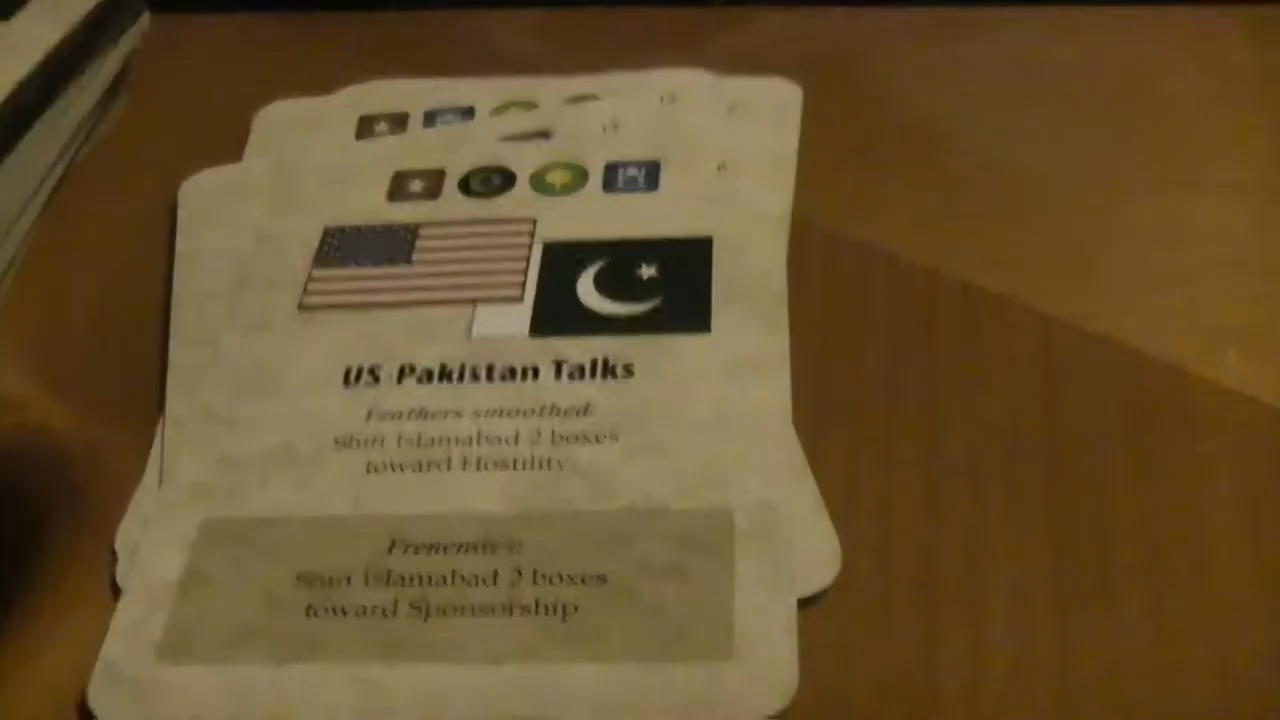 US-Pakistan Talks
Feathers smoothed:
Shift Islamabad 2 boxes
toward Hostility.
Frenemies:
Shift Islamabad 2 boxes
toward Sponsorship